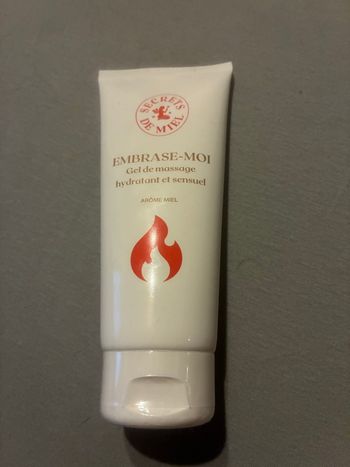 SECRETS
DE MIEL
EMBRASE-MOI
Gel de massage
hydratant et sensuel
ARÔME MIEL